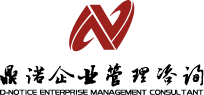 鼎诺企业管理咨询
D-NOTICE ENTERPRISE MANAGEMENT CONSULTANT